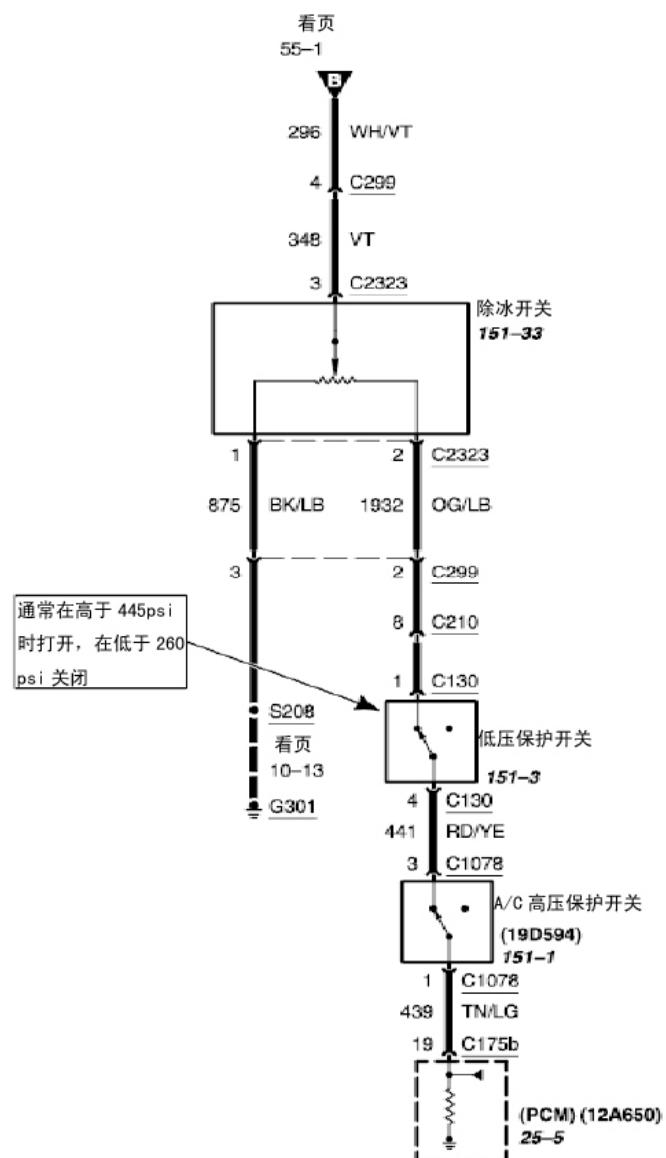 看页
55-1
B
296 WH/VT
4 C299
348 VT
3 C2323
除冰开关
151-33
1 2 C2323
875 BK/LB 1932 OG/LB
3 2 C299
8 C210
通常在高于 445psi
时打开，在低于 260
psi 关闭
1 C130
S208
低压保护开关
看页
10-13
151-3
G301
4 C130
441 RD/YE
3 C1078
A/C 高压保护开关
(19D594)
151-1
1 C1078
439 TN/LG
19 C175b
(PCM) (12A650)
25-5